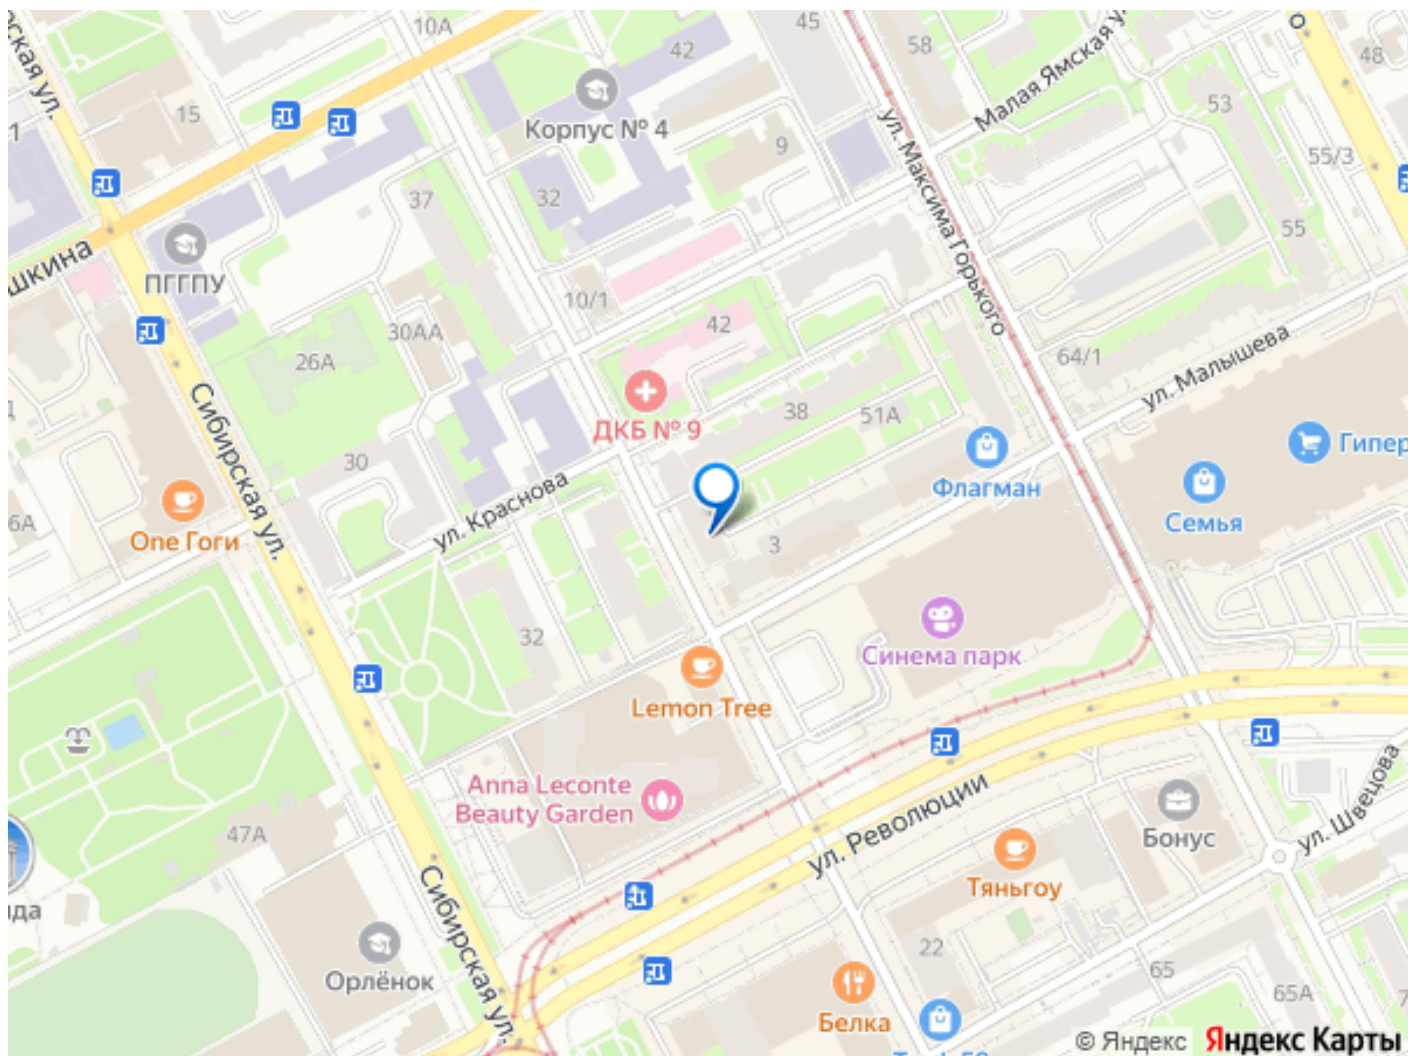 10А
42
45
58
48
Малая Ямская у
15
Корпус № 4
9
53
ул. Максима Горького
55/3
37
32
55
ПГГПУ
10/1
42
30АА
26А
64/1
ул. Малышева
Сибирская ул.
ДКБ № 9
38
51А
Гипер
Флагман
30
6А
One Гоги
ул. Краснова
Семья
3
32
Синема парк
Lemon Tree
Anna Leconte
Beauty Garden
ул. Революции
ул. Швецова
47А
Бонус
Тяньгоу
Сибирская ул.
22
Орлёнок
65
65А
Белка
© Яндекс
Яндекс Карты